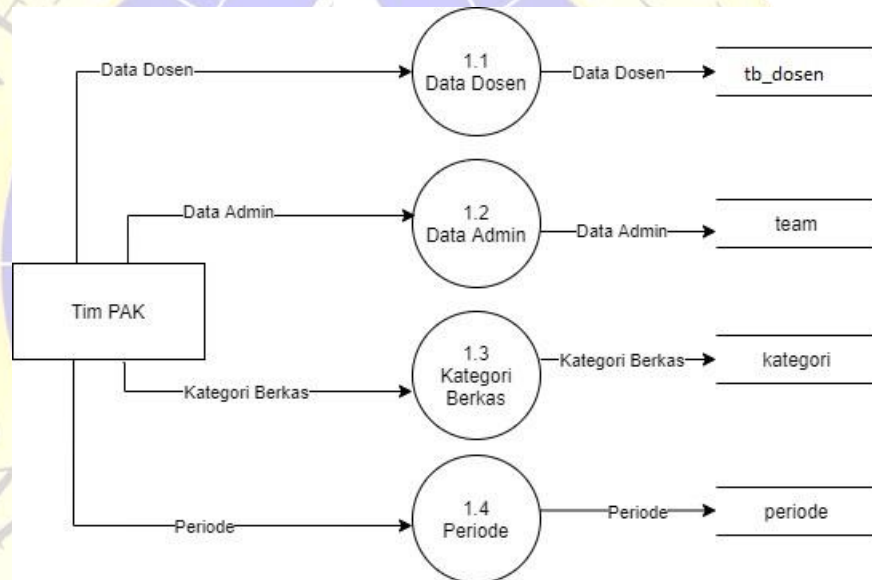 Data Dosen
1.1
Data Dosen
Data Dosen
tb_dosen
Data Admin
1.2
Data Admin
Data Admin
team
Tim PAK
Kategori Berkas
1.3
Kategori
Berkas
Kategori Berkas
kategori
Periode
1.4
Periode
Periode
periode